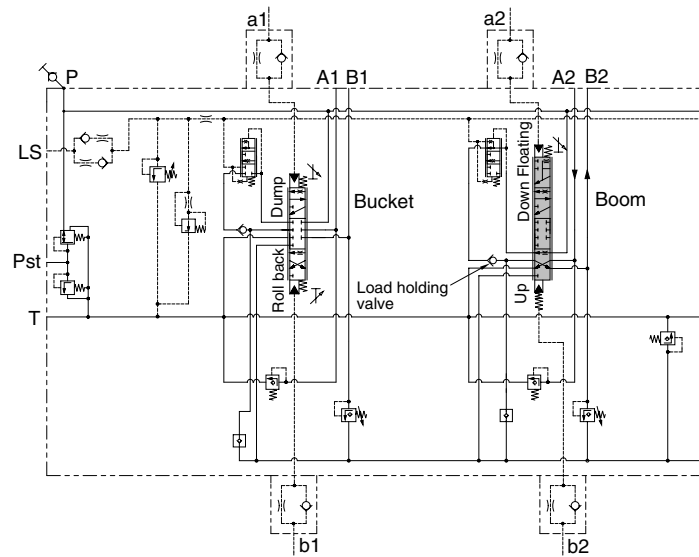 a1
a2
P
A1
B1
A2
B2
LS
Dump
Bucket
Down Floating
Boom
Pst
Roll back
Load holding
valve
Up
T
b1
b2